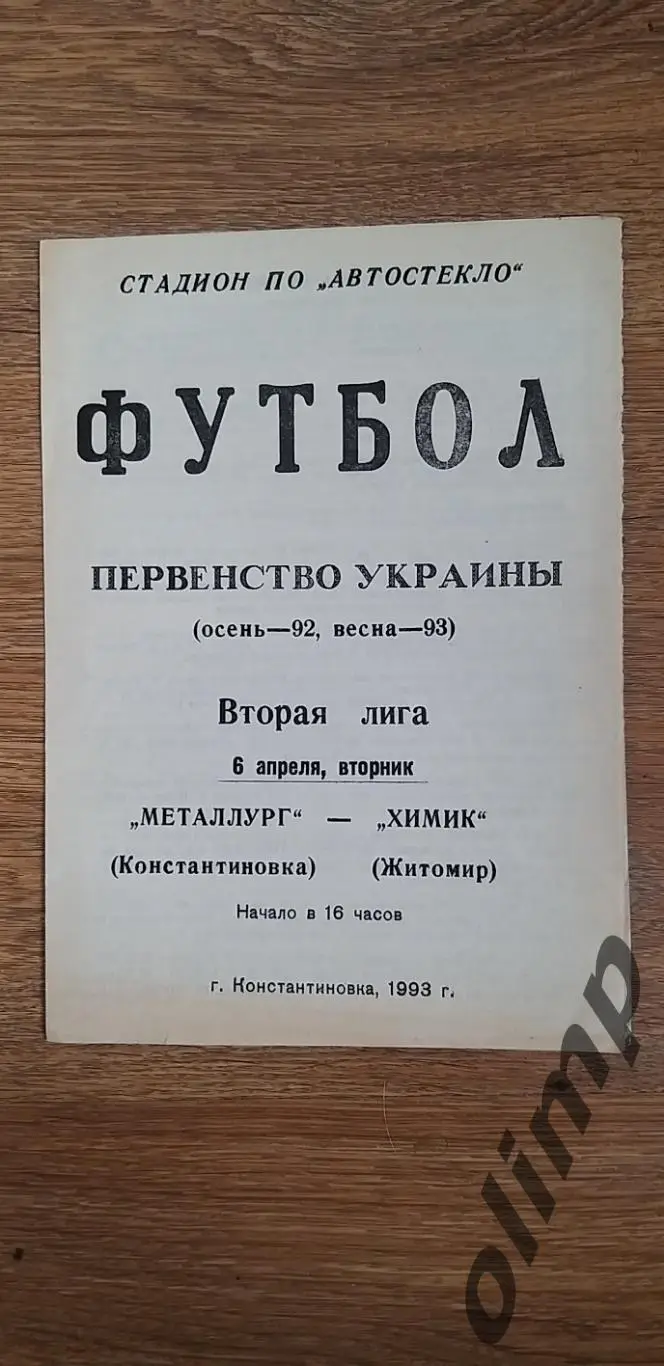 СТАДИОН ПО „АВТОСТЕКЛО“
ФУТБОЛ
ПЕРВЕНСТВО УКРАИНЫ
(осень—92, весна—93)
Вторая лига
6 апреля, вторник
„МЕТАЛЛУРГ“ — „ХИМИК“
(Константиновка) (Житомир)
Начало в 16 часов
г. Константиновка, 1993 г.
olimp